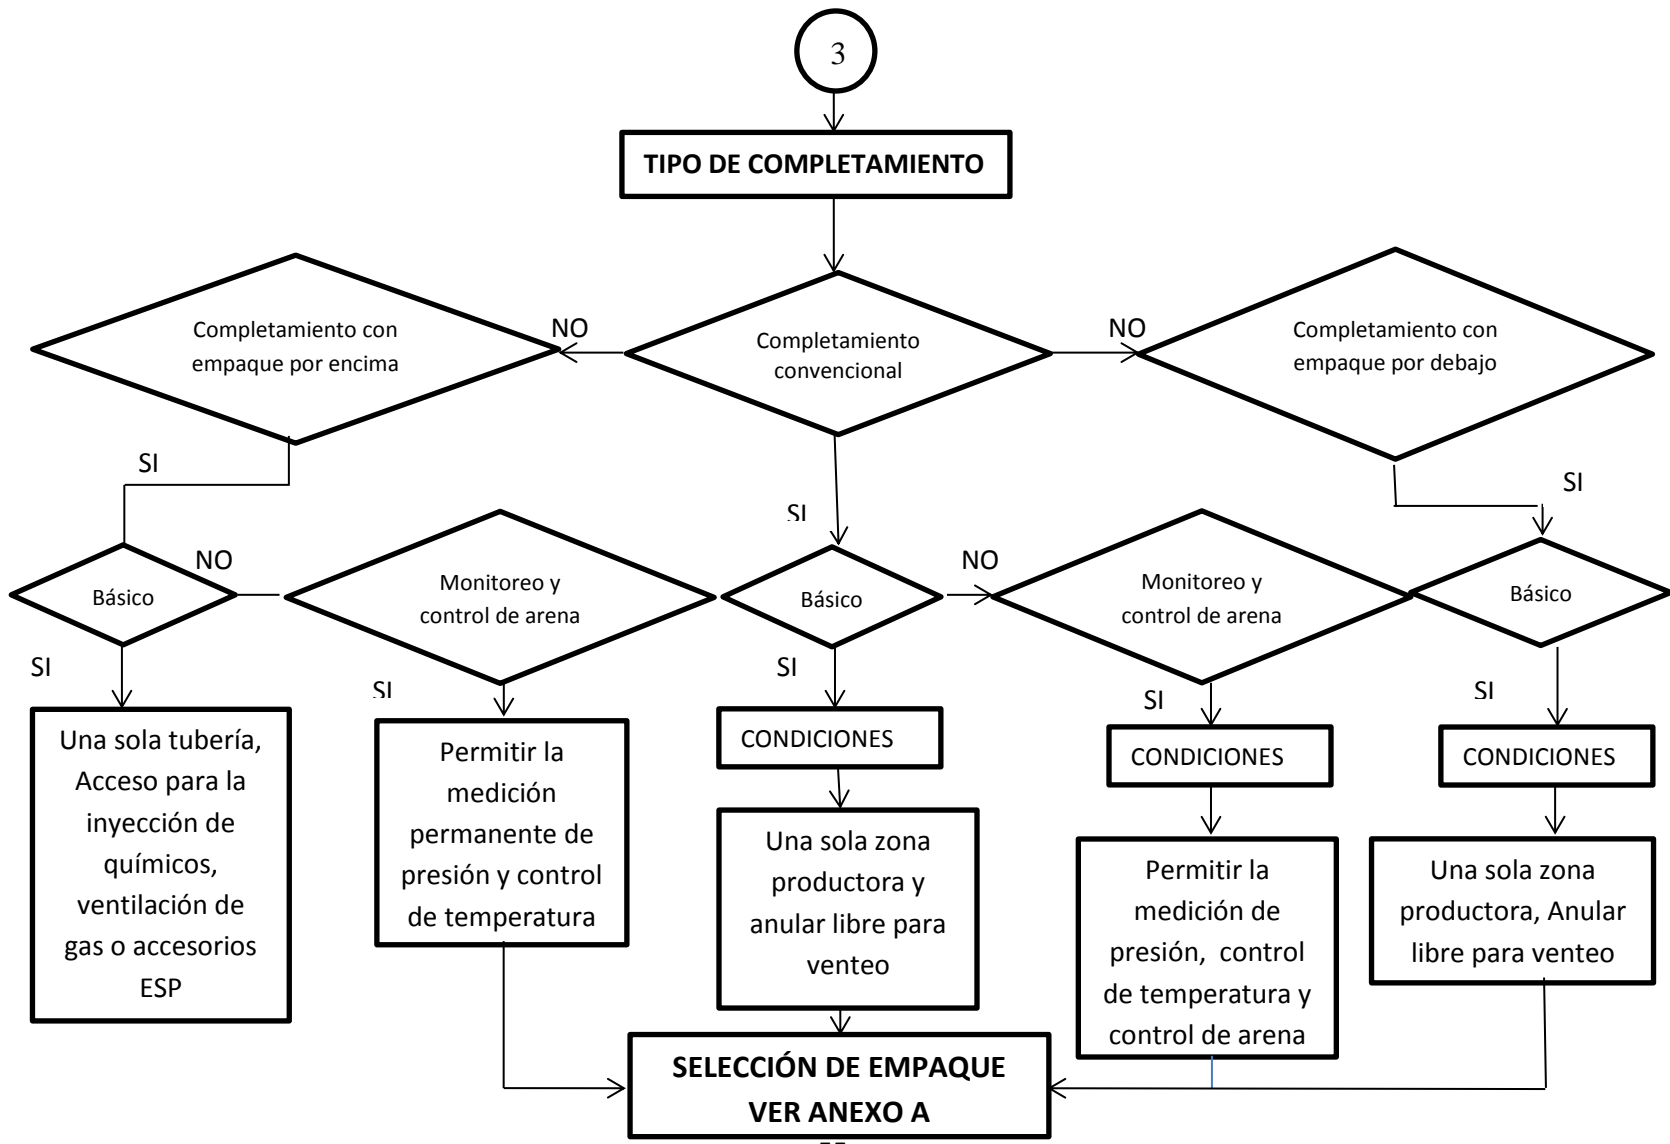 3
TIPO DE COMPLETAMIENTO
Completamiento con
empaque por encima
NO
Completamiento
convencional
NO
Completamiento con
empaque por debajo
SI
SI
SI
Básico
NO
Monitoreo y
control de arena
Básico
NO
Monitoreo y
control de arena
Básico
SI
SI
SI
SI
SI
Una sola tubería,
Acceso para la
inyección de
químicos,
ventilación de
gas o accesorios
ESP
Permitir la
medición
permanente de
presión y control
de temperatura
CONDICIONES
Una sola zona
productora y
anular libre para
venteo
CONDICIONES
Permitir la
medición de
presión, control
de temperatura y
control de arena
CONDICIONES
Una sola zona
productora, Anular
libre para venteo
SELECCIÓN DE EMPAQUE
VER ANEXO A